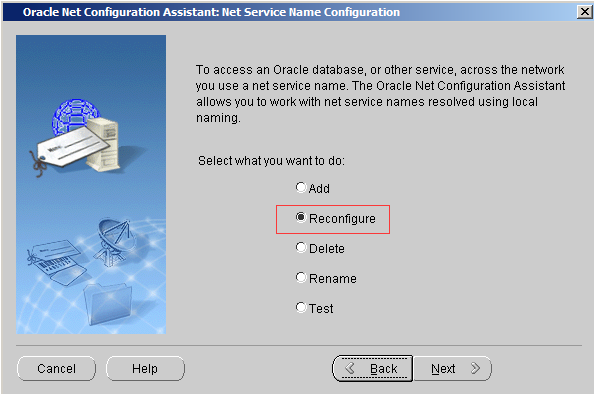 Oracle Net Configuration Assistant: Net Service Name Configuration
To access an Oracle database, or other service, across the network
you use a net service name. The Oracle Net Configuration Assistant
allows you to work with net service names resolved using local
naming.
Select what you want to do:
Add
Reconfigure
Delete
Rename
Test
Cancel
Help
Back
Next